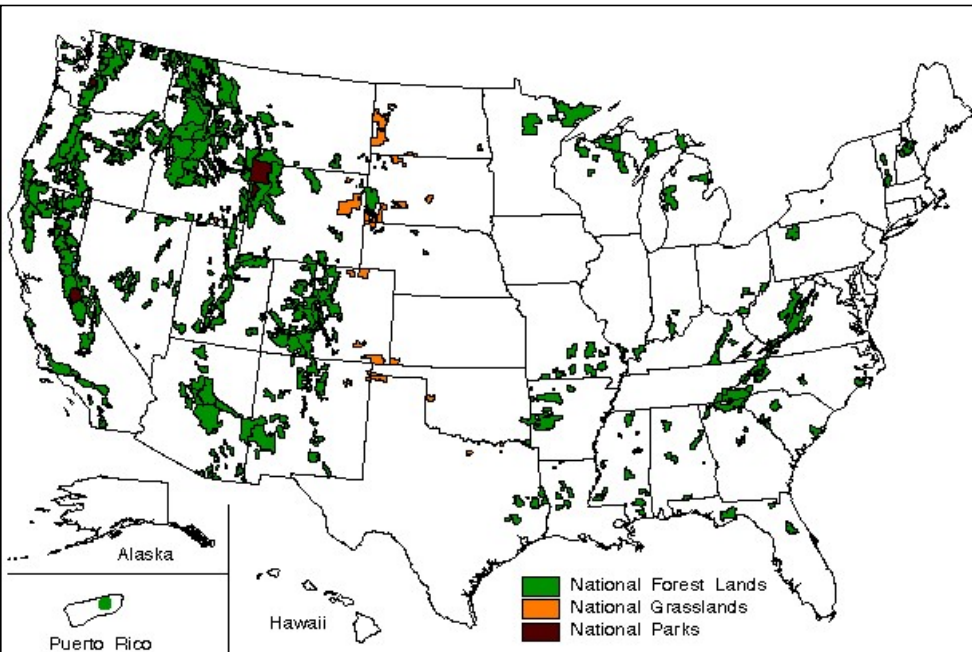 Alaska
Puerto Rico
Hawaii
National Forest Lands
National Grasslands
National Parks